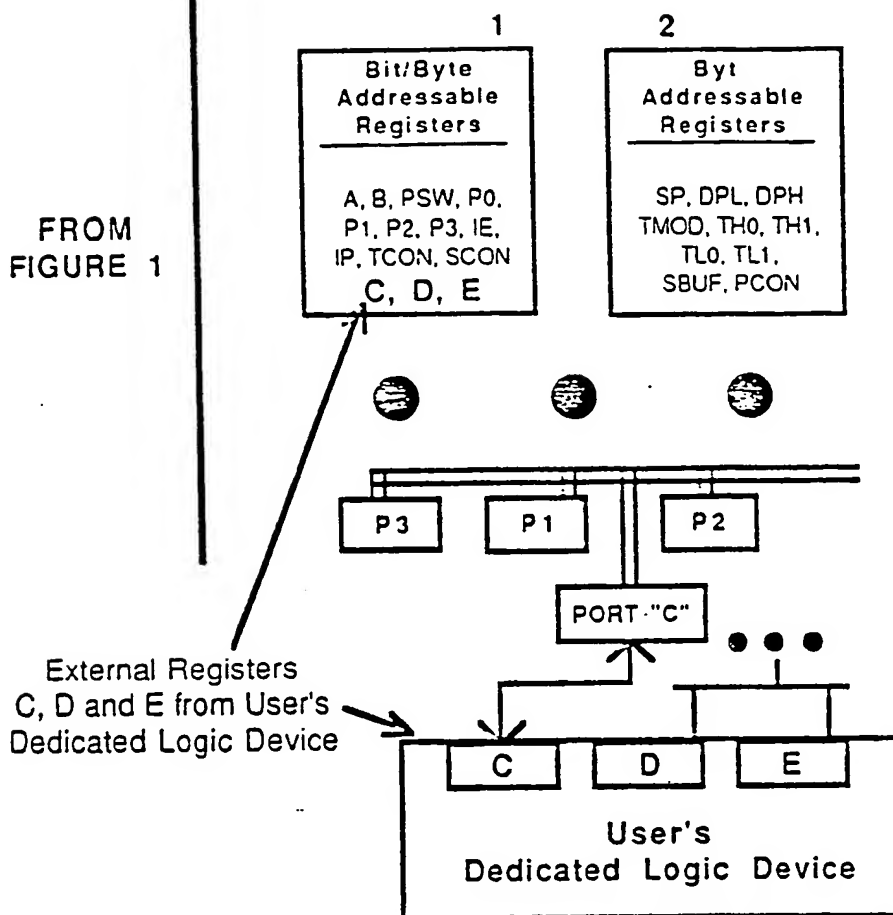 1
2
Bit/Byte
Addressable
Registers
A, B, PSW, P0,
P1, P2, P3, IE,
IP, TCON, SCON
C, D, E
Byt
Addressable
Registers
SP, DPL, DPH
TMOD, TH0, TH1,
TL0, TL1,
SBUF, PCON
FROM
FIGURE 1
P3
P1
P2
PORT-"C"
External Registers
C, D and E from User's
Dedicated Logic Device
C
D
E
User's
Dedicated Logic Device